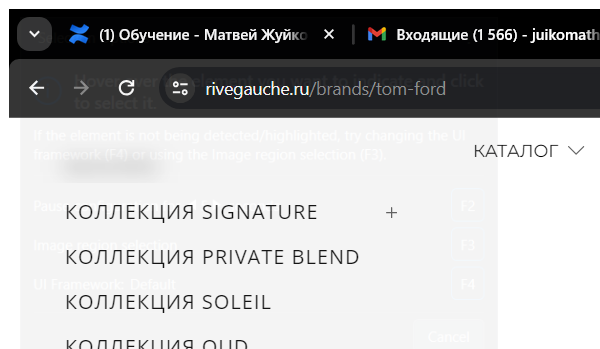 (1) Обучение - Матвей Жуйко
Входящие (1 566) - juikomath
rivegauche.ru/brands/tom-ford
Hover over the element you want to indicate and click
to select it.
If the element is not being detected/highlighted, try changing the UI
framework (F4) or using the Image region selection (F3).
КАТАЛОГ
F2
КОЛЛЕКЦИЯ SIGNATURE +
Image region selection F3
КОЛЛЕКЦИЯ PRIVATE BLEND
UI Framework: Default F4
КОЛЛЕКЦИЯ SOLEIL
Cancel
КОЛЛЕКЦИЯ OUD